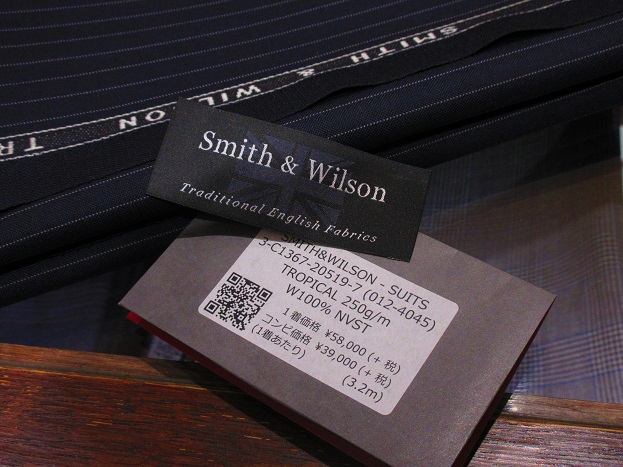 SMITH & WILSON TR
Smith & Wilson
Traditional English Fabrics
SMITH&WILSON - SUITS
3-C1367-20519-7 (012-4045)
TROPICAL 250g/m
W100% NVST
1着価格 ¥58,000 (+ 税)
コンビ価格 ¥39,000 (+ 税)
(1着あたり)
(3.2m)